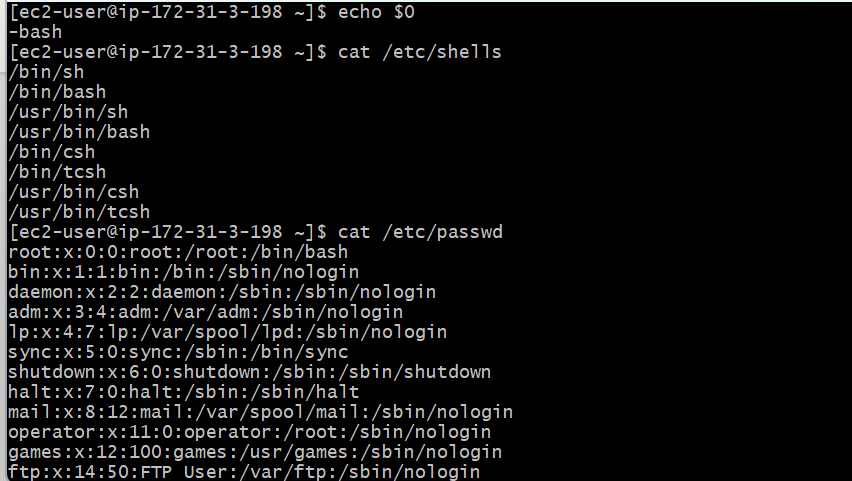 [ec2-user@ip-172-31-3-198 ~]$ echo $0
-bash
[ec2-user@ip-172-31-3-198 ~]$ cat /etc/shells
/bin/sh
/bin/bash
/usr/bin/sh
/usr/bin/bash
/bin/csh
/bin/tcsh
/usr/bin/csh
/usr/bin/tcsh
[ec2-user@ip-172-31-3-198 ~]$ cat /etc/passwd
root:x:0:0:root:/root:/bin/bash
bin:x:1:1:bin:/bin:/sbin/nologin
daemon:x:2:2:daemon:/sbin:/sbin/nologin
adm:x:3:4:adm:/var/adm:/sbin/nologin
lp:x:4:7:lp:/var/spool/lpd:/sbin/nologin
sync:x:5:0:sync:/sbin:/bin/sync
shutdown:x:6:0:shutdown:/sbin:/sbin/shutdown
halt:x:7:0:halt:/sbin:/sbin/halt
mail:x:8:12:mail:/var/spool/mail:/sbin/nologin
operator:x:11:0:operator:/root:/sbin/nologin
games:x:12:100:games:/usr/games:/sbin/nologin
ftp:x:14:50:FTP User:/var/ftp:/sbin/nologin